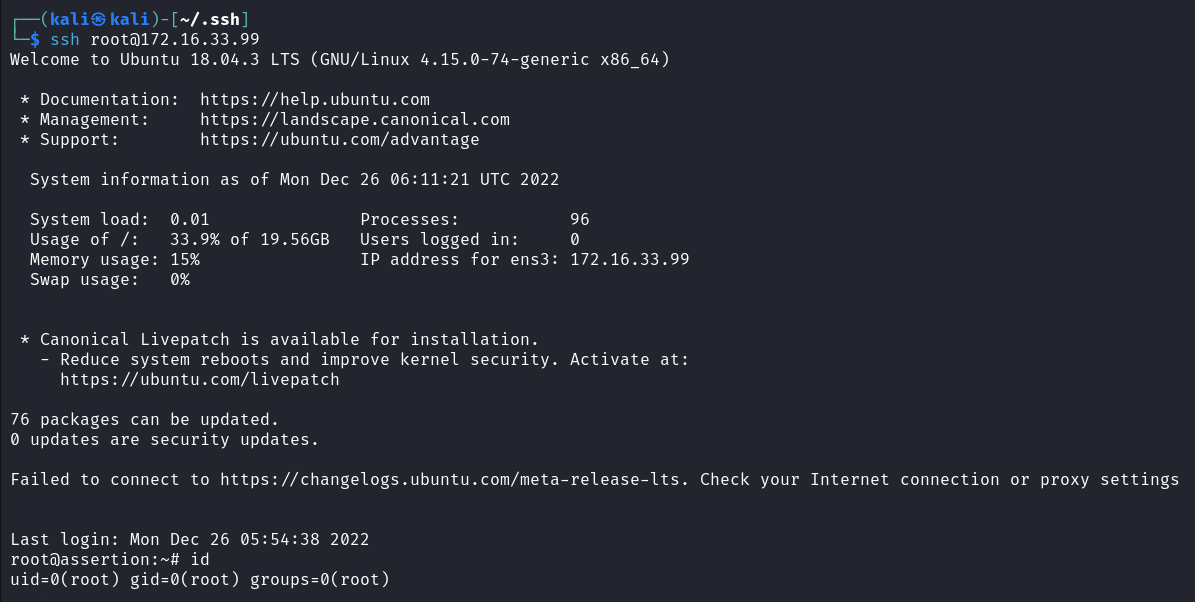 ┌──(kali㉿kali)-[~/.ssh]
└─$ ssh root@172.16.33.99
Welcome to Ubuntu 18.04.3 LTS (GNU/Linux 4.15.0-74-generic x86_64)

 * Documentation:  https://help.ubuntu.com
 * Management:     https://landscape.canonical.com
 * Support:        https://ubuntu.com/advantage

  System information as of Mon Dec 26 06:11:21 UTC 2022

  System load:  0.01               Processes:           96
  Usage of /:   33.9% of 19.56GB   Users logged in:     0
  Memory usage: 15%                IP address for ens3: 172.16.33.99
  Swap usage:   0%


 * Canonical Livepatch is available for installation.
   - Reduce system reboots and improve kernel security. Activate at:
     https://ubuntu.com/livepatch

76 packages can be updated.
0 updates are security updates.

Failed to connect to https://changelogs.ubuntu.com/meta-release-lts. Check your Internet connection or proxy settings


Last login: Mon Dec 26 05:54:38 2022
root@assertion:~# id
uid=0(root) gid=0(root) groups=0(root)